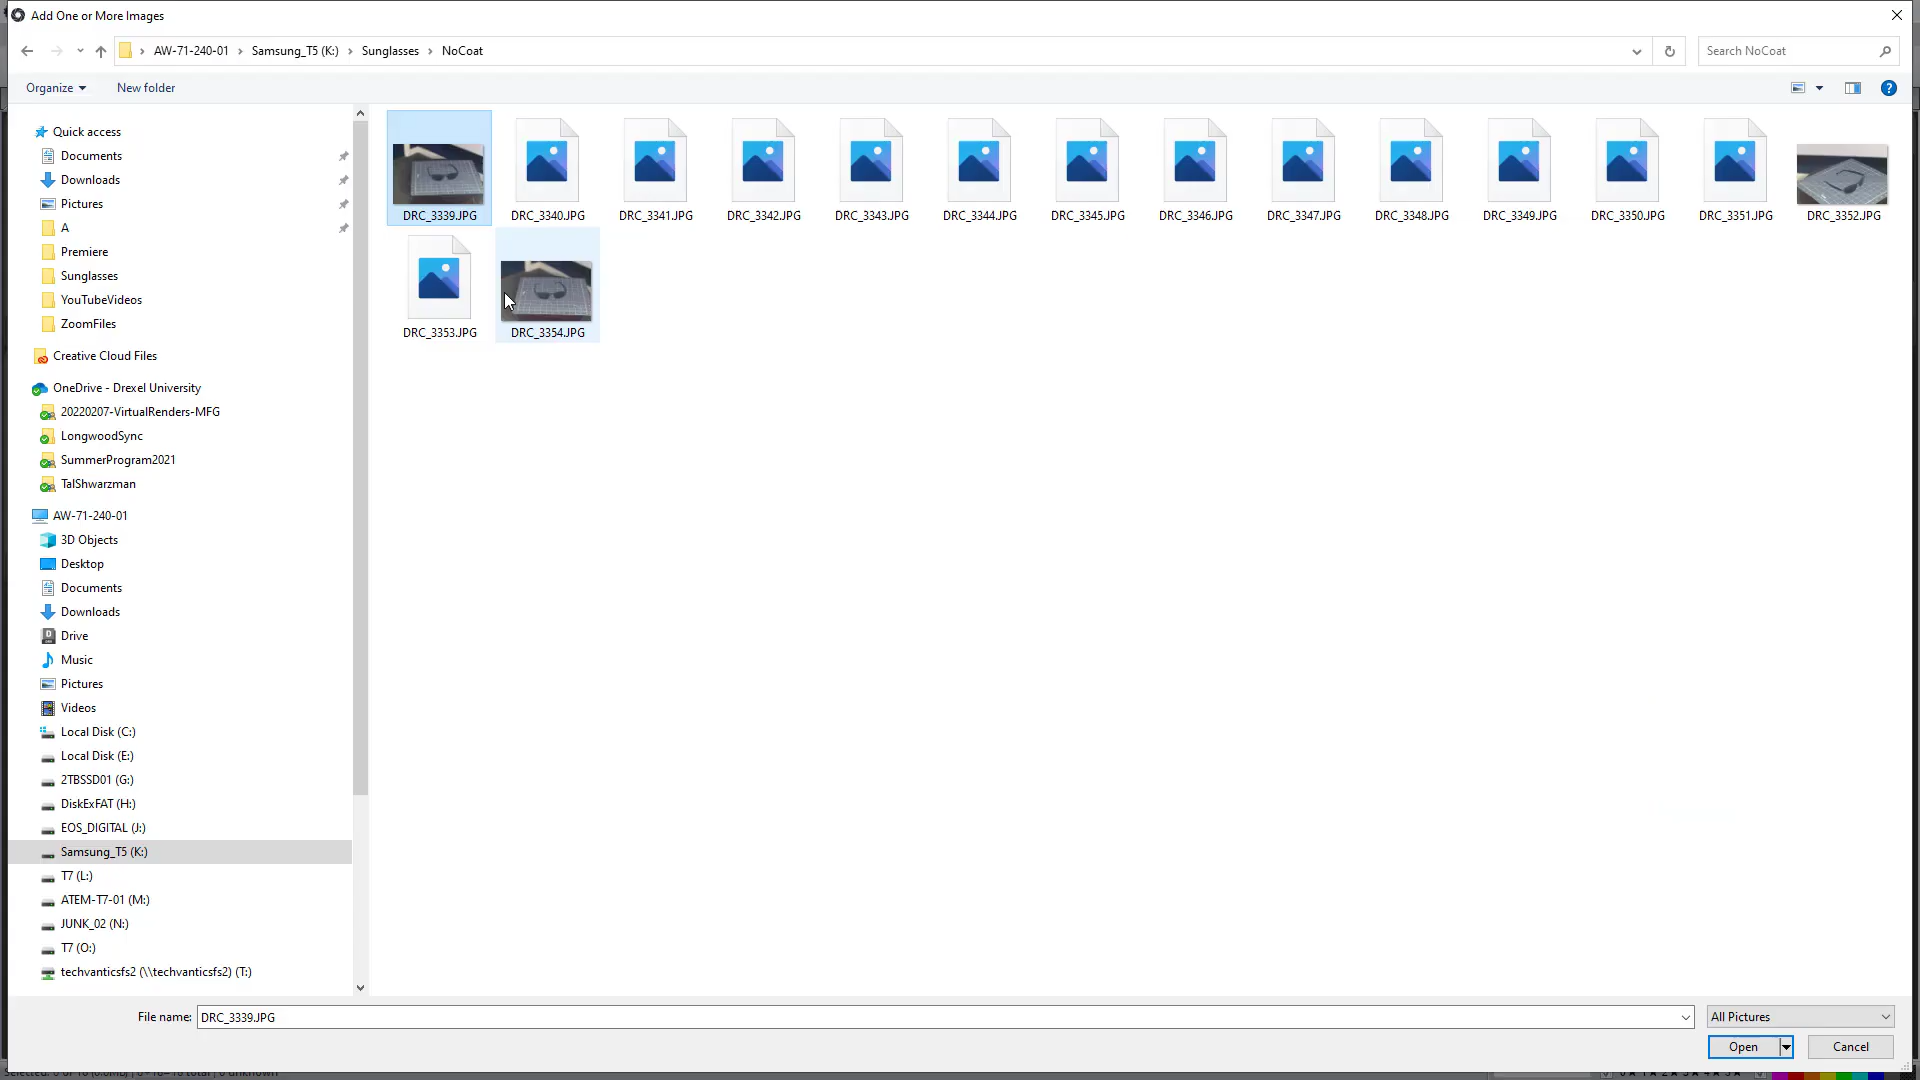 Add One or More Images
AW-71-240-01 › Samsung_T5 (K:) › Sunglasses › NoCoat
Search NoCoat
Organize
New folder
Quick access
Documents
Downloads
Pictures
A
Premiere
Sunglasses
YouTubeVideos
ZoomFiles
Creative Cloud Files
OneDrive - Drexel University
20220207-VirtualRenders-MFG
LongwoodSync
SummerProgram2021
TalShwarzman
AW-71-240-01
3D Objects
Desktop
Documents
Downloads
Drive
Music
Pictures
Videos
Local Disk (C:)
Local Disk (E:)
2TBSSD01 (G:)
DiskExFAT (H:)
EOS_DIGITAL (J:)
Samsung_T5 (K:)
T7 (L:)
ATEM-T7-01 (M:)
JUNK_02 (N:)
T7 (O:)
techvanticsfs2 (\\techvanticsfs2) (T:)
DRC_3339.JPG
DRC_3340.JPG
DRC_3341.JPG
DRC_3342.JPG
DRC_3343.JPG
DRC_3344.JPG
DRC_3345.JPG
DRC_3346.JPG
DRC_3347.JPG
DRC_3348.JPG
DRC_3349.JPG
DRC_3350.JPG
DRC_3351.JPG
DRC_3352.JPG
DRC_3353.JPG
DRC_3354.JPG
File name: DRC_3339.JPG
All Pictures
Open
Cancel